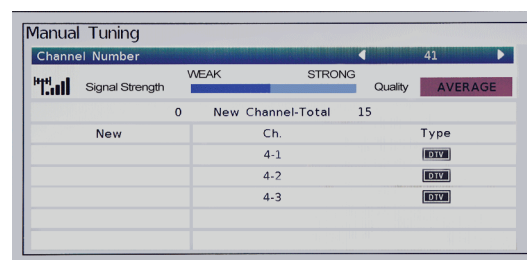 Manual Tuning
Channel Number 41
WEAK STRONG
Signal Strength Quality AVERAGE
0 New Channel-Total 15
New Ch. Type
4-1 DTV
4-2 DTV
4-3 DTV